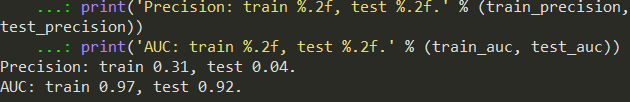 ...: print('Precision: train %.2f, test %.2f.' % (train_precision,
test_precision))
...: print('AUC: train %.2f, test %.2f.' % (train_auc, test_auc))
Precision: train 0.31, test 0.04.
AUC: train 0.97, test 0.92.